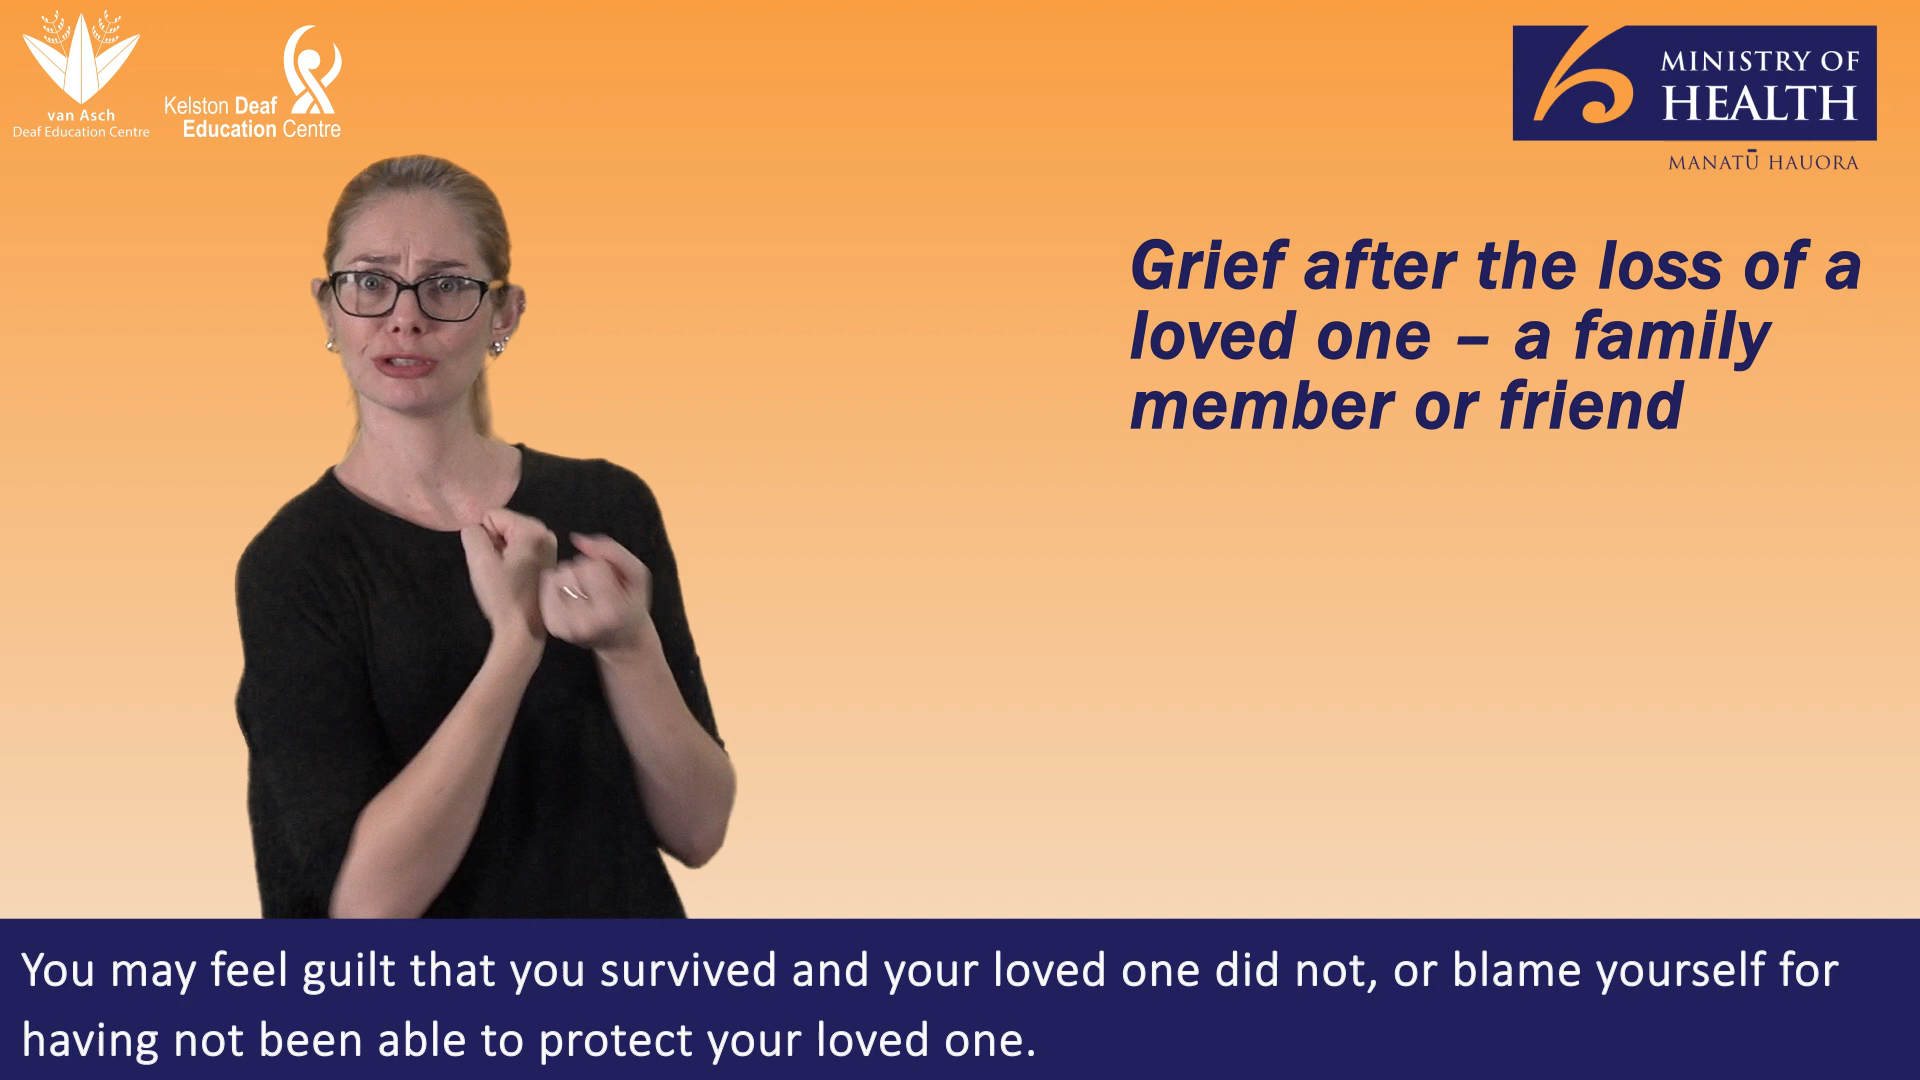 van Asch
Deaf Education Centre
Kelston Deaf
Education Centre
MINISTRY OF
HEALTH
MANATŪ HAUORA
Grief after the loss of a
loved one – a family
member or friend
You may feel guilt that you survived and your loved one did not, or blame yourself for
having not been able to protect your loved one.